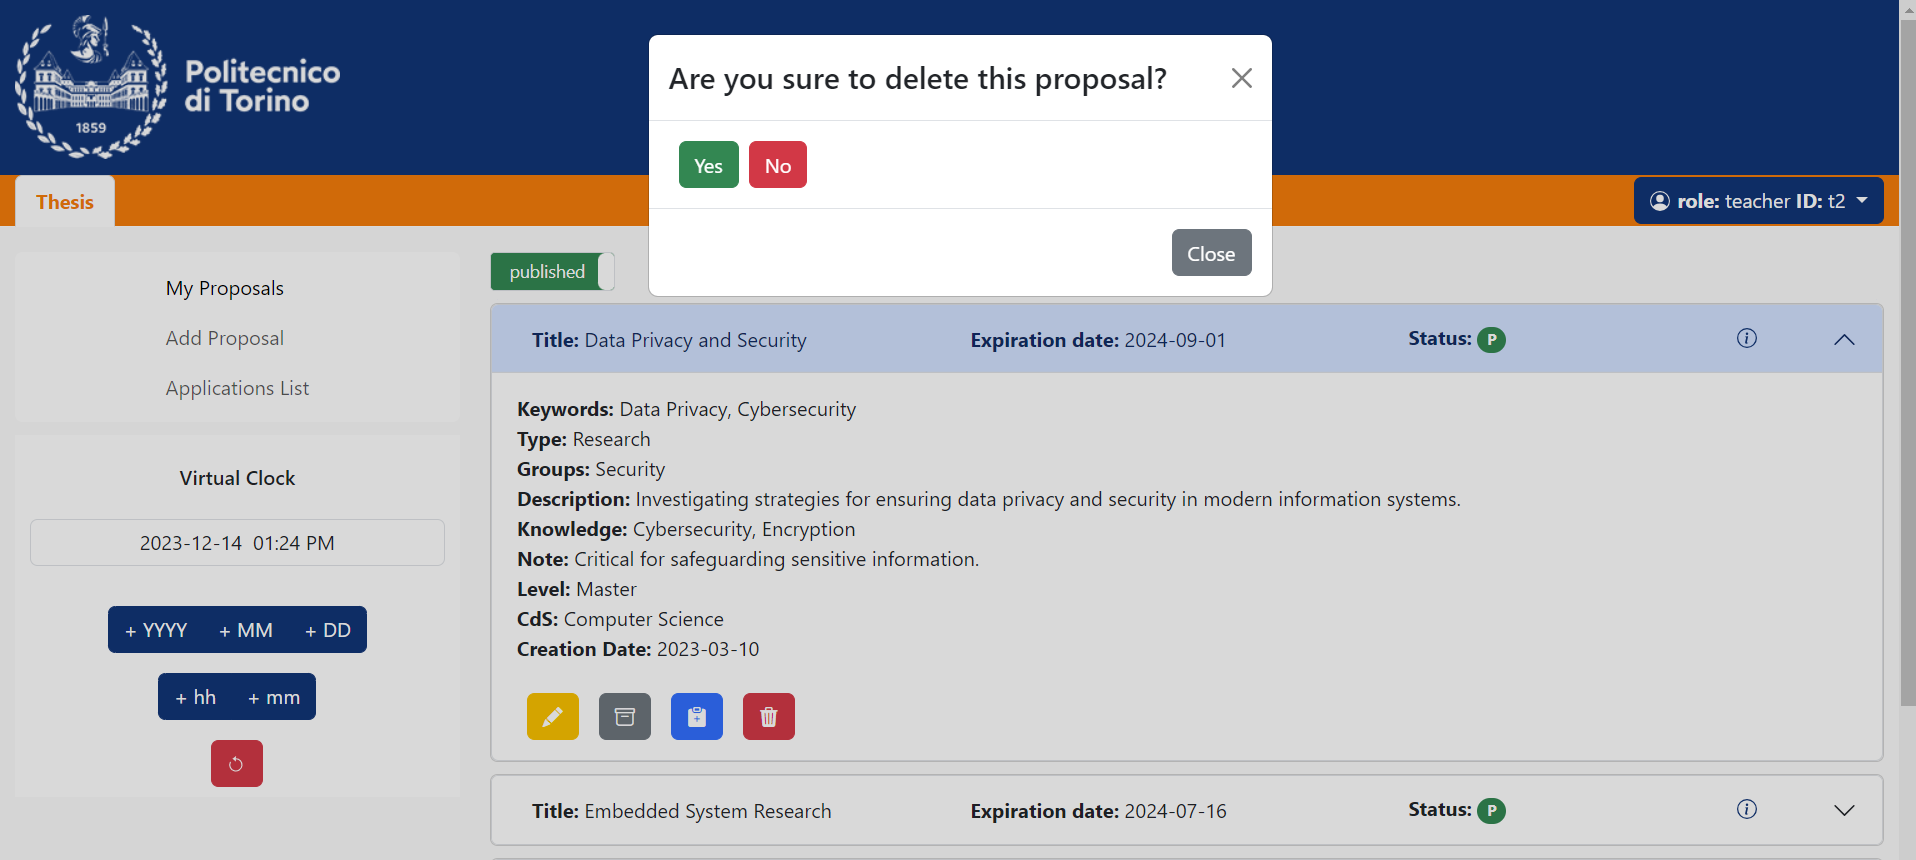 Politecnico
di Torino
1859
Are you sure to delete this proposal?
Yes No
Close
Thesis
role: teacher ID: t2
My Proposals
Add Proposal
Applications List
Virtual Clock
2023-12-14 01:24 PM
+ YYYY + MM + DD
+ hh + mm
published
Title: Data Privacy and Security Expiration date: 2024-09-01 Status: P
Keywords: Data Privacy, Cybersecurity
Type: Research
Groups: Security
Description: Investigating strategies for ensuring data privacy and security in modern information systems.
Knowledge: Cybersecurity, Encryption
Note: Critical for safeguarding sensitive information.
Level: Master
CdS: Computer Science
Creation Date: 2023-03-10
Title: Embedded System Research Expiration date: 2024-07-16 Status: P